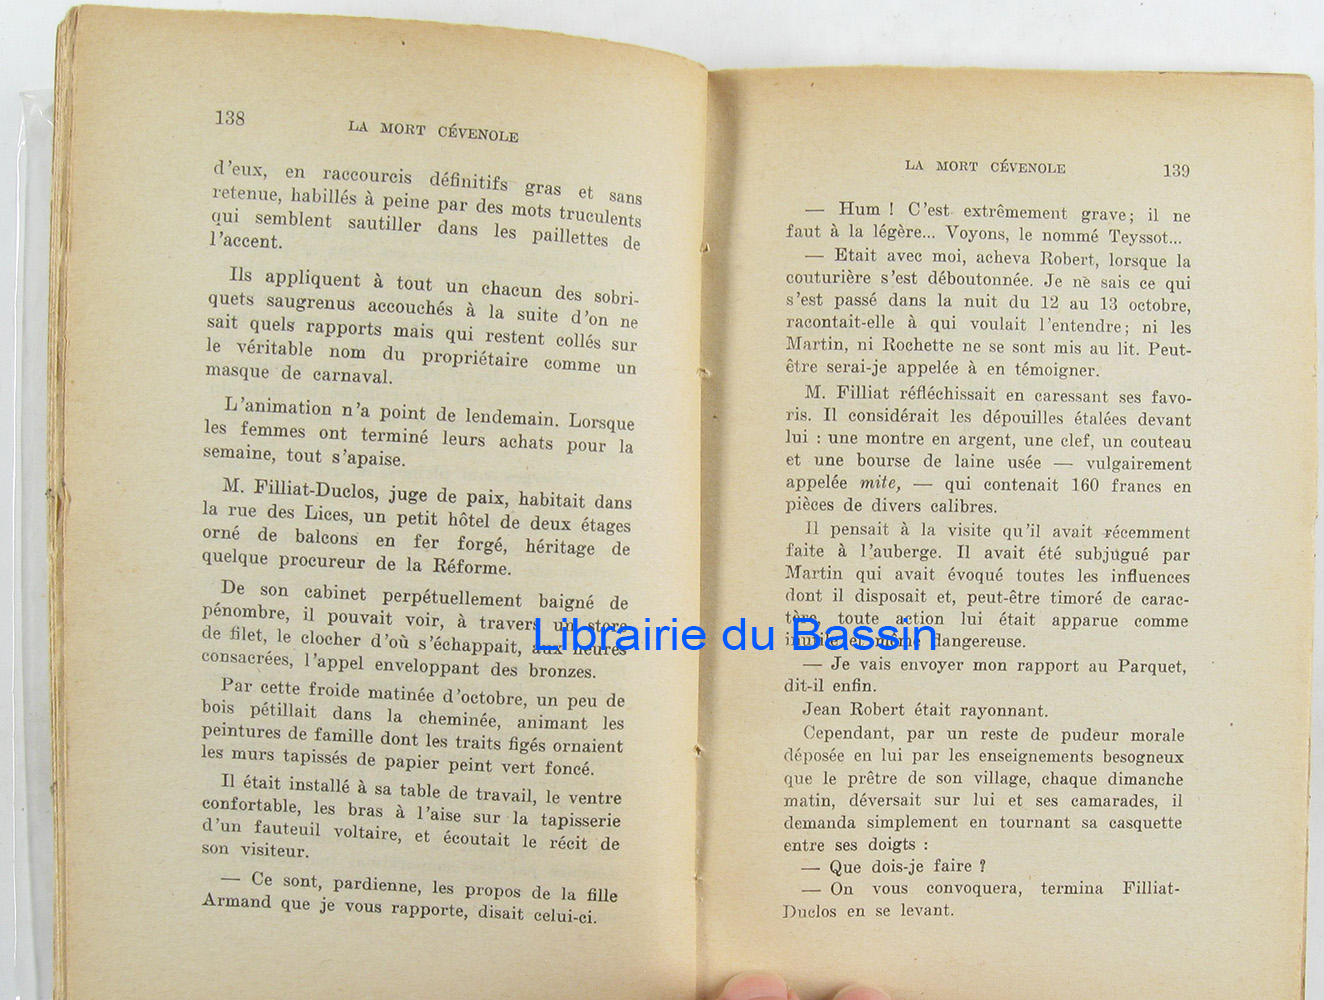 138
LA MORT CÉVENOLE
d'eux, en raccourcis définitifs gras et sans
retenue, habillés à peine par des mots truculents
qui semblent sautiller dans les paillettes de
l'accent.
Ils appliquent à tout un chacun des sobri-
quets saugrenus accouchés à la suite d'on ne
sait quels rapports mais qui restent collés sur
le véritable nom du propriétaire comme un
masque de carnaval.
L'animation n'a point de lendemain. Lorsque
les femmes ont terminé leurs achats pour la
semaine, tout s'apaise.
M. Filliat-Duclos, juge de paix, habitait dans
la rue des Lices, un petit hôtel de deux étages
orné de balcons en fer forgé, héritage de
quelque procureur de la Réforme.
De son cabinet perpétuellement baigné de
pénombre, il pouvait voir, à travers un store
de filet, le clocher d'où s'échappait, aux heures
consacrées, l'appel enveloppant des bronzes.
Par cette froide matinée d'octobre, un peu de
bois pétillait dans la cheminée, animant les
peintures de famille dont les traits figés ornaient
les murs tapissés de papier peint vert foncé.
Il était installé à sa table de travail, le ventre
confortable, les bras à l'aise sur la tapisserie
d'un fauteuil voltaire, et écoutait le récit de
son visiteur.
— Ce sont, pardienne, les propos de la fille
Armand que je vous rapporte, disait celui-ci.
LA MORT CÉVENOLE
139
— Hum ! C'est extrêmement grave; il ne
faut à la légère... Voyons, le nommé Teyssot...
— Etait avec moi, acheva Robert, lorsque la
couturière s'est déboutonnée. Je ne sais ce qui
s'est passé dans la nuit du 12 au 13 octobre,
racontait-elle à qui voulait l'entendre; ni les
Martin, ni Rochette ne se sont mis au lit. Peut-
être serai-je appelée à en témoigner.
M. Filliat réfléchissait en caressant ses favo-
ris. Il considérait les dépouilles étalées devant
lui : une montre en argent, une clef, un couteau
et une bourse de laine usée — vulgairement
appelée mite, — qui contenait 160 francs en
pièces de divers calibres.
Il pensait à la visite qu'il avait récemment
faite à l'auberge. Il avait été subjugué par
Martin qui avait évoqué toutes les influences
dont il disposait et, peut-être timoré de carac-
tère, toute action lui était apparue comme
inutile et même dangereuse.
— Je vais envoyer mon rapport au Parquet,
dit-il enfin.
Jean Robert était rayonnant.
Cependant, par un reste de pudeur morale
déposée en lui par les enseignements besogneux
que le prêtre de son village, chaque dimanche
matin, déversait sur lui et ses camarades, il
demanda simplement en tournant sa casquette
entre ses doigts :
— Que dois-je faire ?
— On vous convoquera, termina Filliat-
Duclos en se levant.
Librairie du Bassin